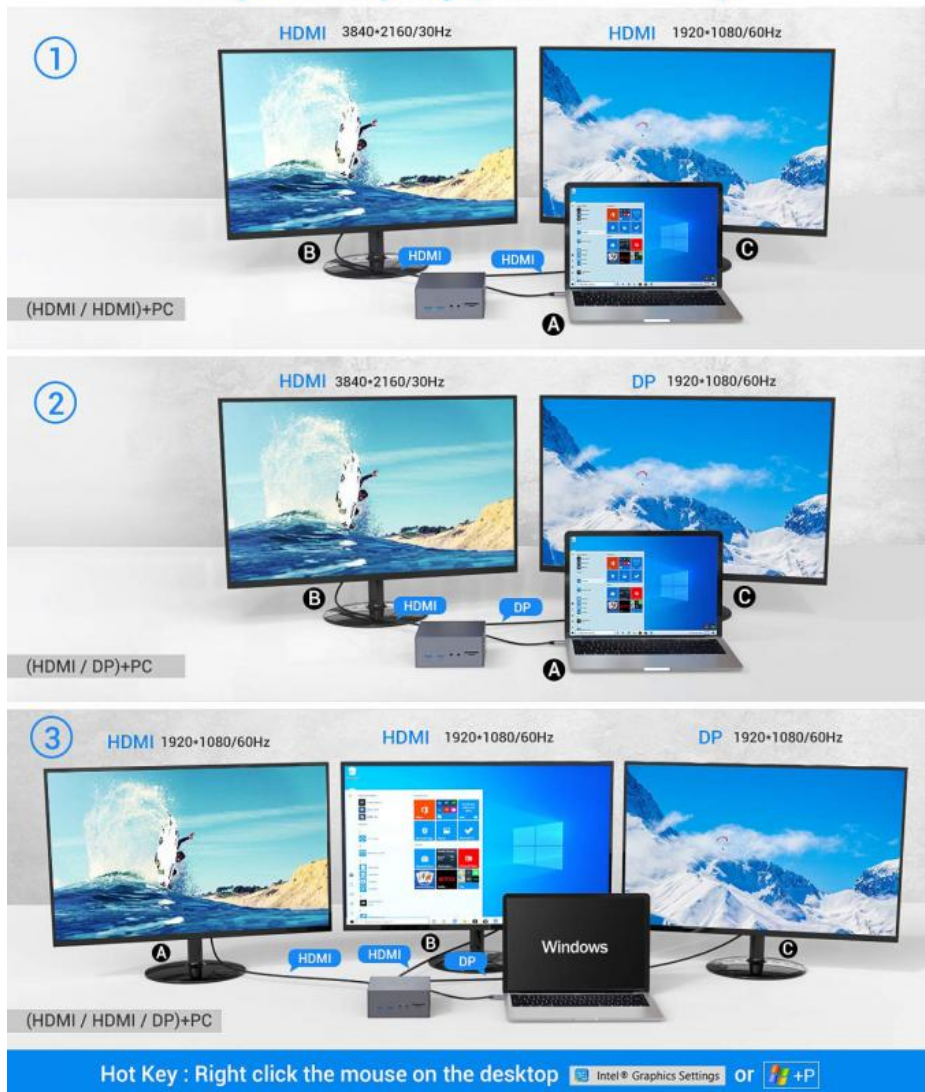 ①
HDMI 3840*2160/30Hz
HDMI 1920*1080/60Hz
B
HDMI
HDMI
C
A
(HDMI / HDMI)+PC
②
HDMI 3840*2160/30Hz
DP 1920*1080/60Hz
B
HDMI
DP
C
A
(HDMI / DP)+PC
③
HDMI 1920*1080/60Hz
HDMI 1920*1080/60Hz
DP 1920*1080/60Hz
A
B
C
HDMI
HDMI
DP
Windows
(HDMI / HDMI / DP)+PC
Hot Key : Right click the mouse on the desktop Intel® Graphics Settings or +P